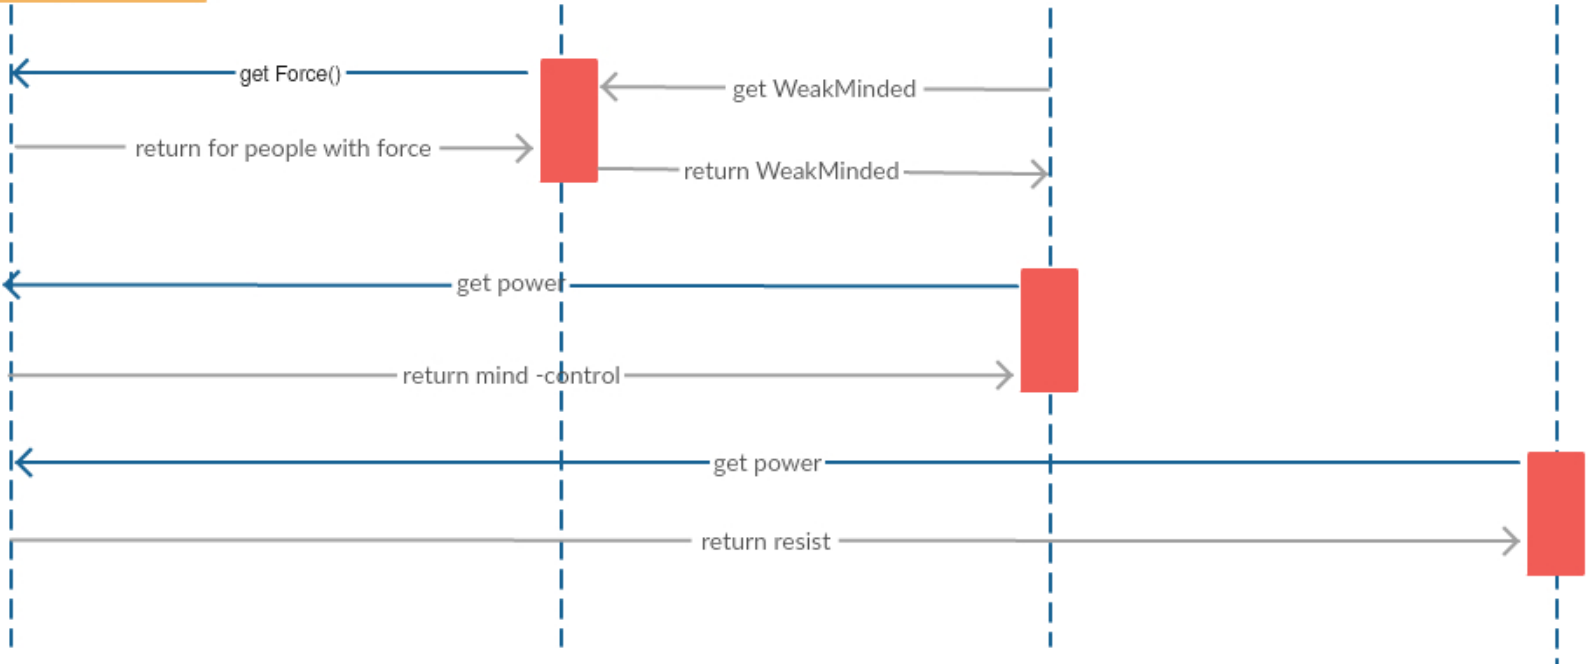 get Force()
get WeakMinded
return for people with force
return WeakMinded
get power
return mind -control
get power
return resist